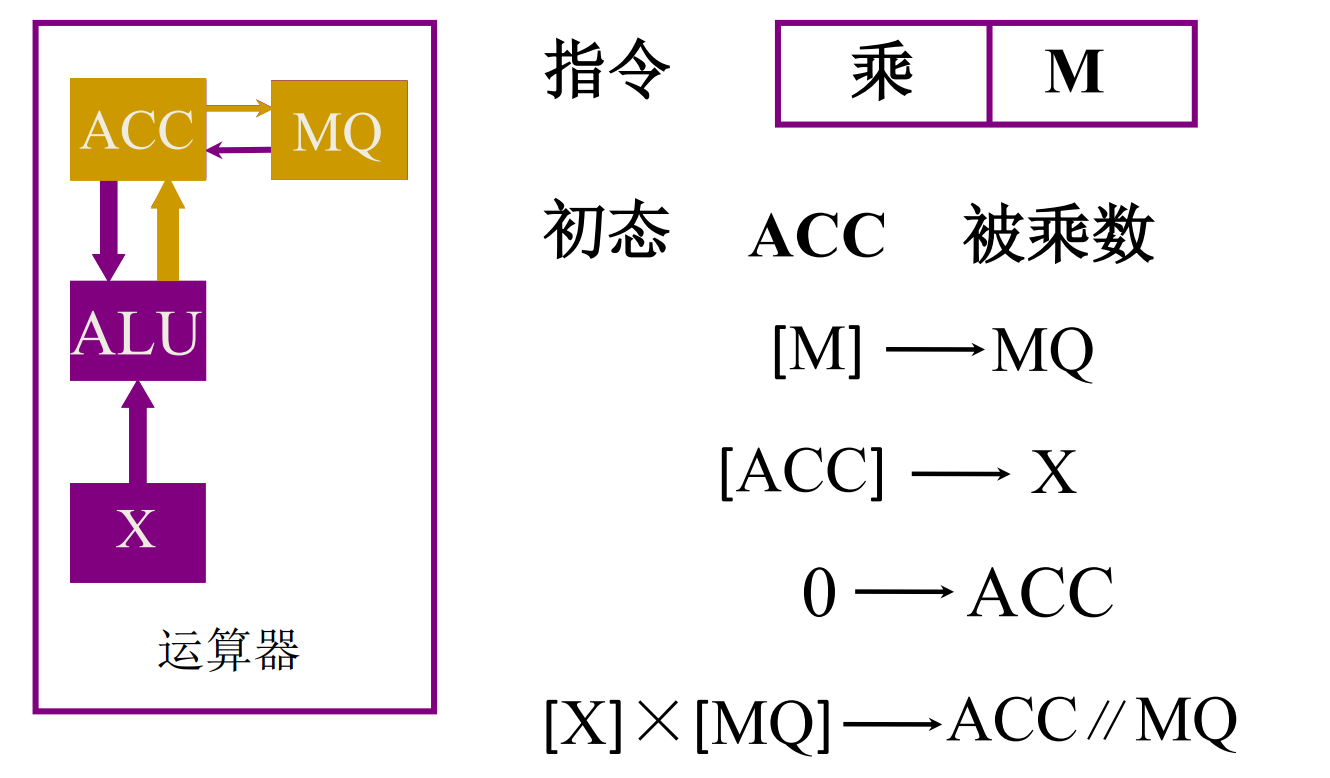 ACC MQ
ALU
X
运算器
指令 乘 M
初态 ACC 被乘数
[M] ⟶ MQ
[ACC] ⟶ X
0 ⟶ ACC
[X]×[MQ] ⟶ ACC // MQ